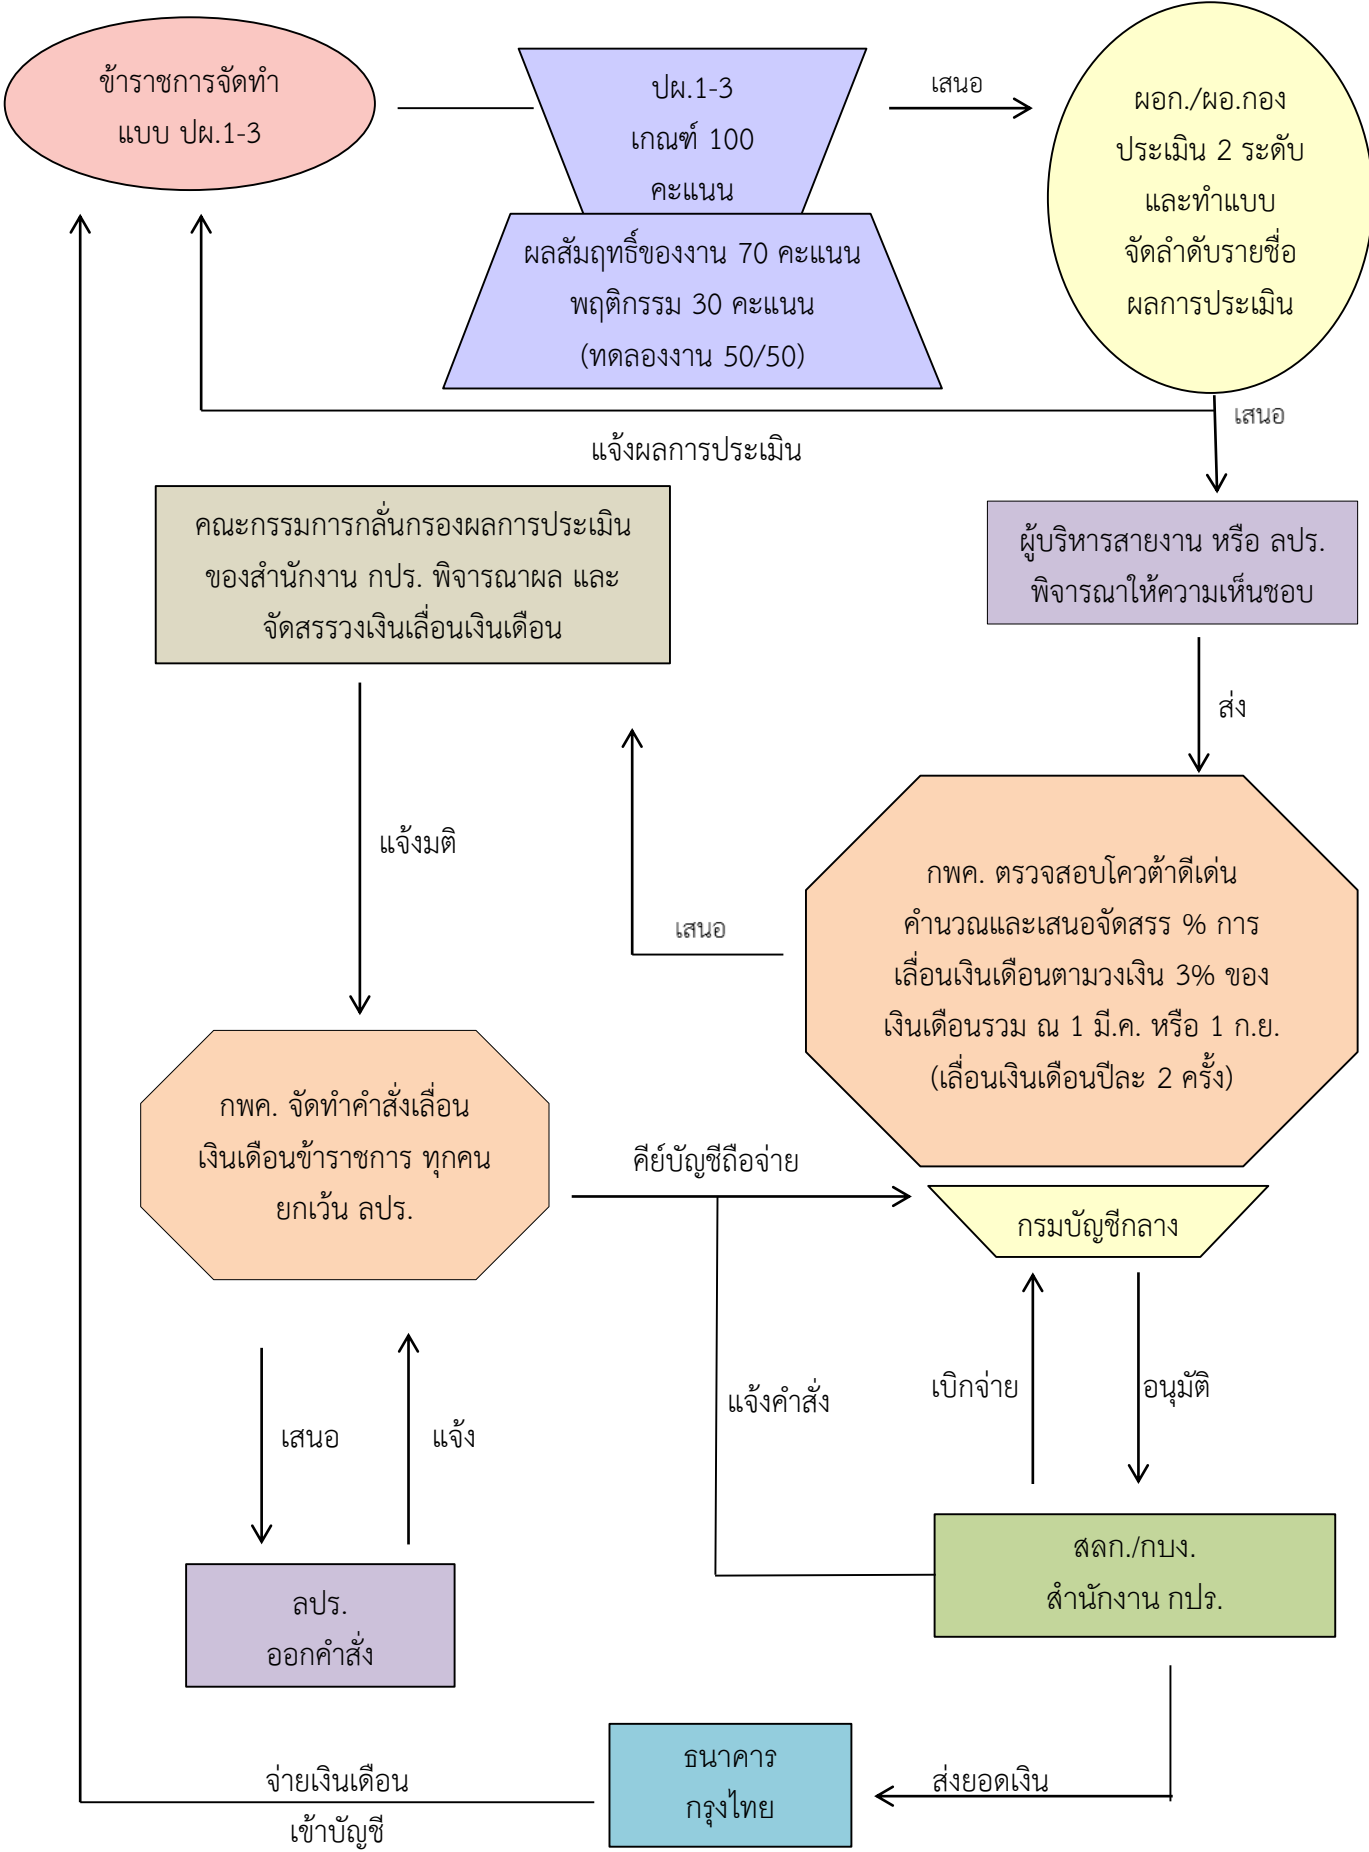 ข้าราชการจัดทำ
แบบ ปผ.1-3
ปผ.1-3
เกณฑ์ 100
คะแนน
ผลสัมฤทธิ์ของงาน 70 คะแนน
พฤติกรรม 30 คะแนน
(ทดลองงาน 50/50)
เสนอ
ผอก./ผอ.กอง
ประเมิน 2 ระดับ
และทำแบบ
จัดลำดับรายชื่อ
ผลการประเมิน
เสนอ
แจ้งผลการประเมิน
คณะกรรมการกลั่นกรองผลการประเมิน
ของสำนักงาน กปร. พิจารณาผล และ
จัดสรรวงเงินเลื่อนเงินเดือน
ผู้บริหารสายงาน หรือ ลปร.
พิจารณาให้ความเห็นชอบ
ส่ง
แจ้งมติ
เสนอ
กพค. ตรวจสอบโควต้าดีเด่น
คำนวณและเสนอจัดสรร % การ
เลื่อนเงินเดือนตามวงเงิน 3% ของ
เงินเดือนรวม ณ 1 มี.ค. หรือ 1 ก.ย.
(เลื่อนเงินเดือนปีละ 2 ครั้ง)
กพค. จัดทำคำสั่งเลื่อน
เงินเดือนข้าราชการ ทุกคน
ยกเว้น ลปร.
คีย์บัญชีถือจ่าย
กรมบัญชีกลาง
แจ้งคำสั่ง
เบิกจ่าย
อนุมัติ
เสนอ
แจ้ง
สลก./กบง.
สำนักงาน กปร.
ลปร.
ออกคำสั่ง
ธนาคาร
กรุงไทย
ส่งยอดเงิน
จ่ายเงินเดือน
เข้าบัญชี